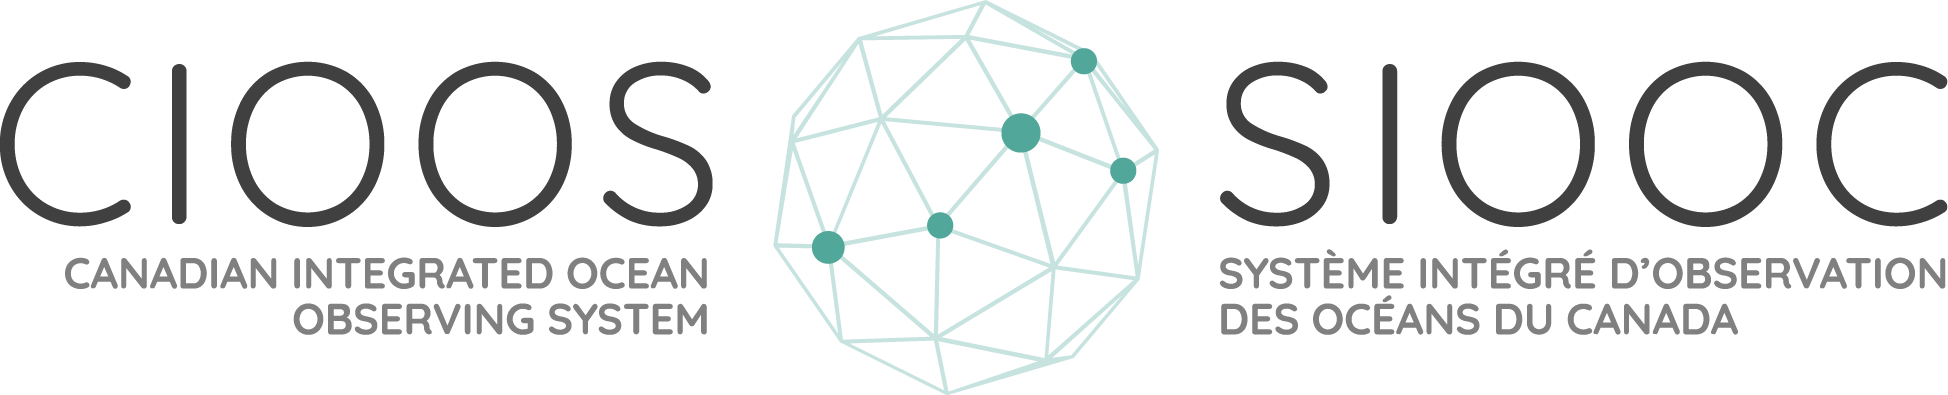 CIOOS
CANADIAN INTEGRATED OCEAN
OBSERVING SYSTEM
SIOOC
SYSTÈME INTÉGRÉ D’OBSERVATION
DES OCÉANS DU CANADA